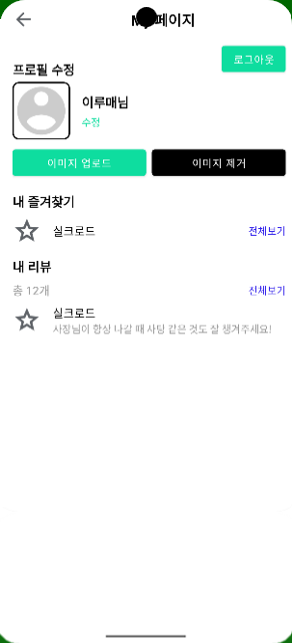 My페이지
로그아웃
프로필 수정
이루매님
수정
이미지 업로드
이미지 제거
내 즐겨찾기
실크로드
전체보기
내 리뷰
총 12개
전체보기
실크로드
사장님이 항상 나갈 때 사탕 같은 것도 잘 챙겨주세요!